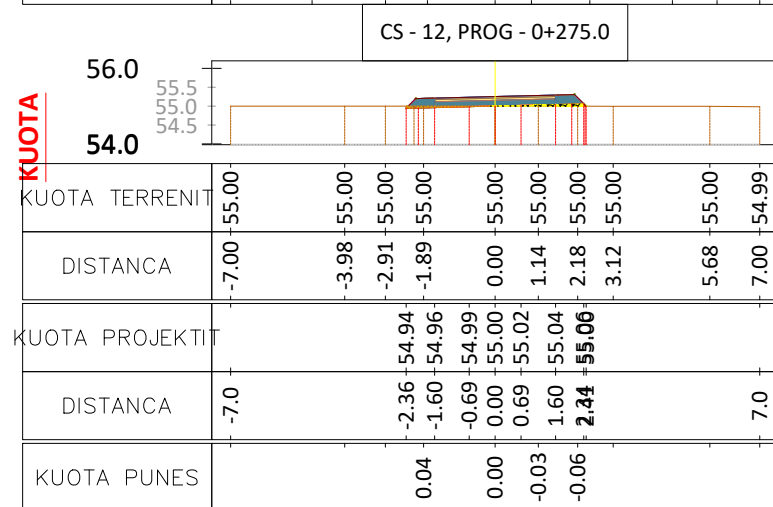 CS - 12, PROG - 0+275.0
56.0
55.5
55.0
54.5
54.0
KUOTA
KUOTA TERRENIT 55.00 55.00 55.00 55.00 55.00 55.00 55.00 55.00 55.00 54.99
DISTANCA -7.00 -3.98 -2.91 -1.89 0.00 1.14 2.18 3.12 5.68 7.00
KUOTA PROJEKTIT 54.94 54.96 54.99 55.00 55.02 55.04
DISTANCA -7.0 -2.36 -1.60 -0.69 0.00 0.69 1.60 7.0
KUOTA PUNES 0.04 0.00 -0.03 -0.06